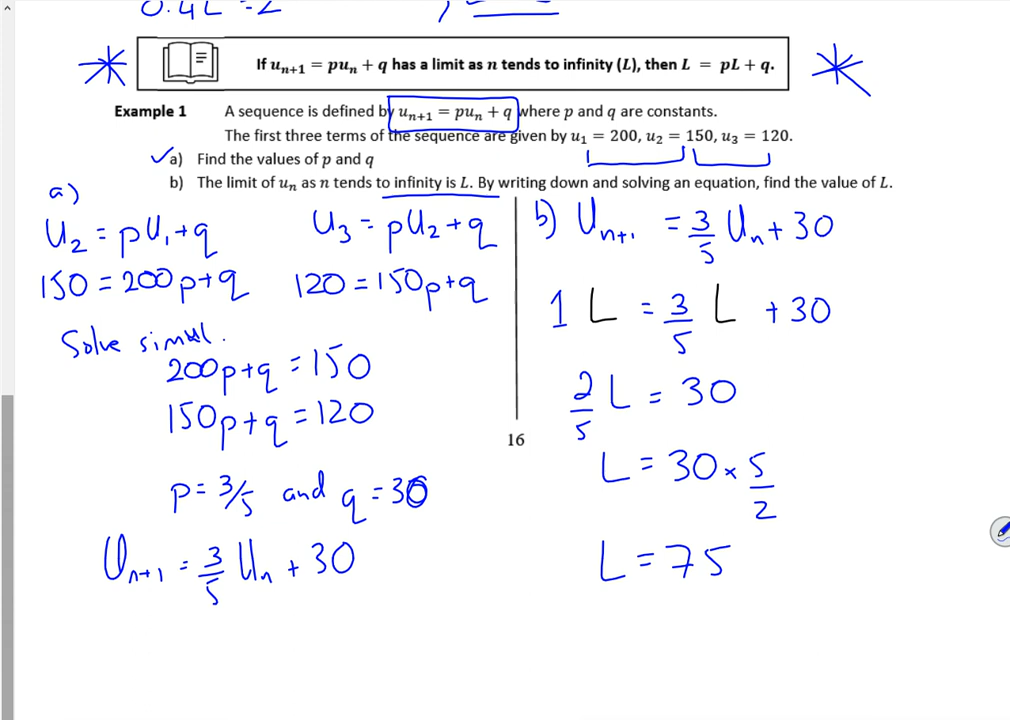 0.4L = 2
If uₙ₊₁ = puₙ + q has a limit as n tends to infinity (L), then L = pL + q.
Example 1 A sequence is defined by uₙ₊₁ = puₙ + q where p and q are constants.
The first three terms of the sequence are given by u₁ = 200, u₂ = 150, u₃ = 120.
a) Find the values of p and q
b) The limit of uₙ as n tends to infinity is L. By writing down and solving an equation, find the value of L.
a)
U₂ = pU₁ + q
150 = 200p + q
U₃ = pU₂ + q
120 = 150p + q
Solve simul.
200p + q = 150
150p + q = 120
p = 3/5 and q = 30
Uₙ₊₁ = 3/5 Uₙ + 30
b) Uₙ₊₁ = 3/5 Uₙ + 30
1 L = 3/5 L + 30
2/5 L = 30
L = 30 × 5/2
L = 75
16